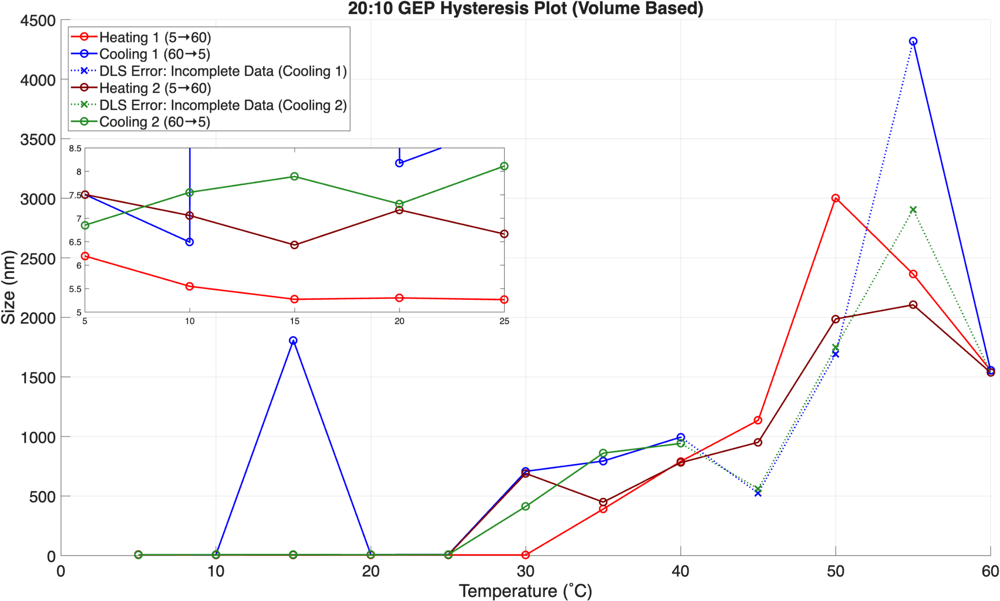 20:10 GEP Hysteresis Plot (Volume Based)
4500
4000
3500
3000
2500
2000
1500
1000
500
0
Size (nm)
Heating 1 (5→60)
Cooling 1 (60→5)
DLS Error: Incomplete Data (Cooling 1)
Heating 2 (5→60)
DLS Error: Incomplete Data (Cooling 2)
Cooling 2 (60→5)
8.5
8
7.5
7
6.5
6
5.5
5
5 10 15 20 25
0 10 20 30 40 50 60
Temperature (˚C)